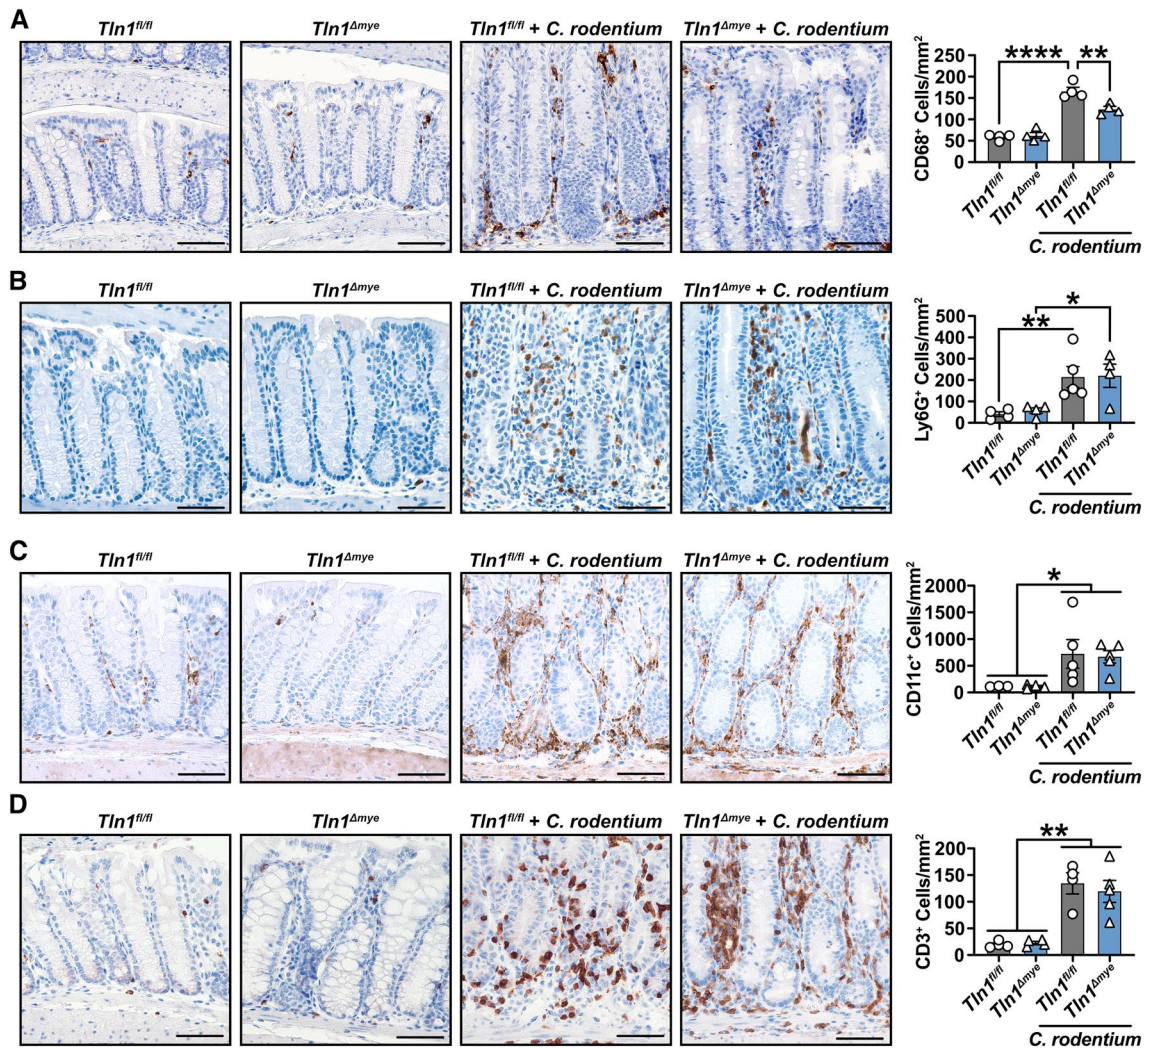 A
Tln1fl/fl
Tln1Δmye
Tln1fl/fl + C. rodentium
Tln1Δmye + C. rodentium
CD68+ Cells/mm2
250
200
150
100
50
0
**** **
Tln1fl/fl
Tln1Δmye
Tln1fl/fl
Tln1Δmye
C. rodentium
B
Tln1fl/fl
Tln1Δmye
Tln1fl/fl + C. rodentium
Tln1Δmye + C. rodentium
Ly6G+ Cells/mm2
500
400
300
200
100
0
*
**
Tln1fl/fl
Tln1Δmye
Tln1fl/fl
Tln1Δmye
C. rodentium
C
Tln1fl/fl
Tln1Δmye
Tln1fl/fl + C. rodentium
Tln1Δmye + C. rodentium
CD11c+ Cells/mm2
2000
1500
1000
500
0
*
Tln1fl/fl
Tln1Δmye
Tln1fl/fl
Tln1Δmye
C. rodentium
D
Tln1fl/fl
Tln1Δmye
Tln1fl/fl + C. rodentium
Tln1Δmye + C. rodentium
CD3+ Cells/mm2
200
150
100
50
0
**
Tln1fl/fl
Tln1Δmye
Tln1fl/fl
Tln1Δmye
C. rodentium